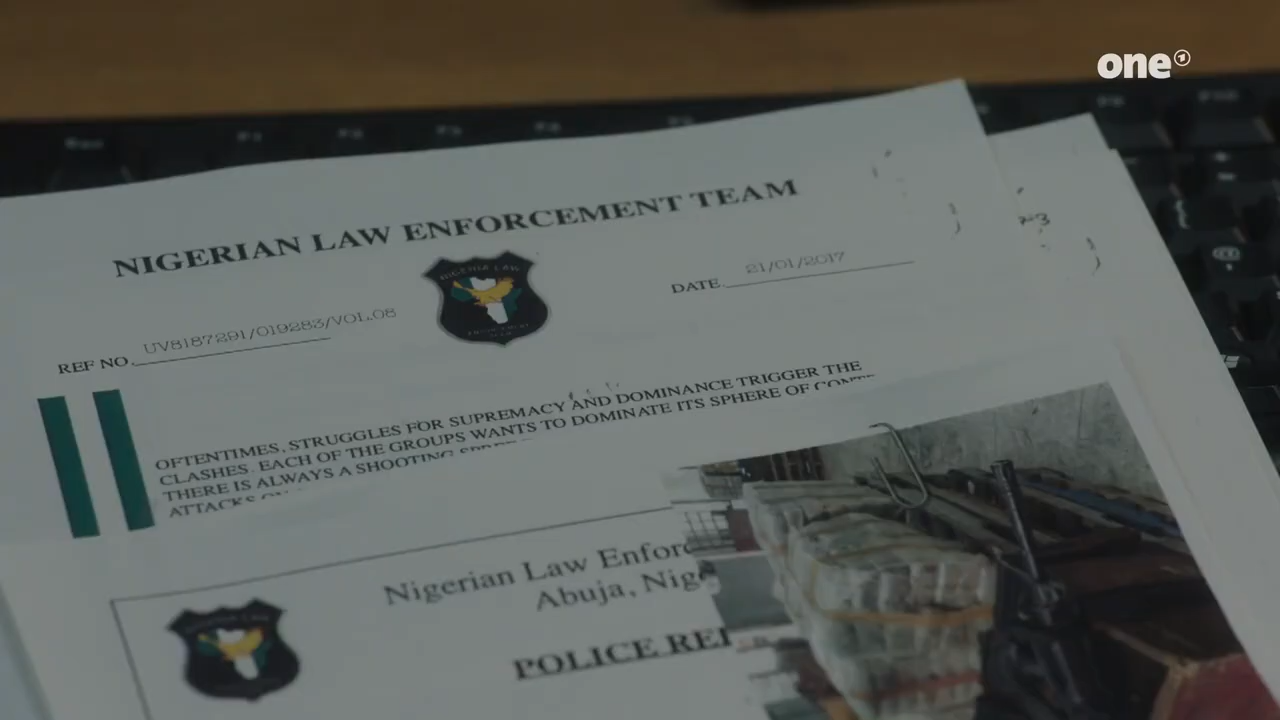 one
NIGERIAN LAW ENFORCEMENT TEAM
NIGERIA LAW
DATE. 21/01/2017
REF NO. UV8187291/019283/VOL.08
OFTENTIMES, STRUGGLES FOR SUPREMACY AND DOMINANCE TRIGGER THE
CLASHES. EACH OF THE GROUPS WANTS TO DOMINATE ITS SPHERE OF
THERE IS ALWAYS A SHOOTING
ATTACKS
Nigerian Law
Abuja,
POLICE